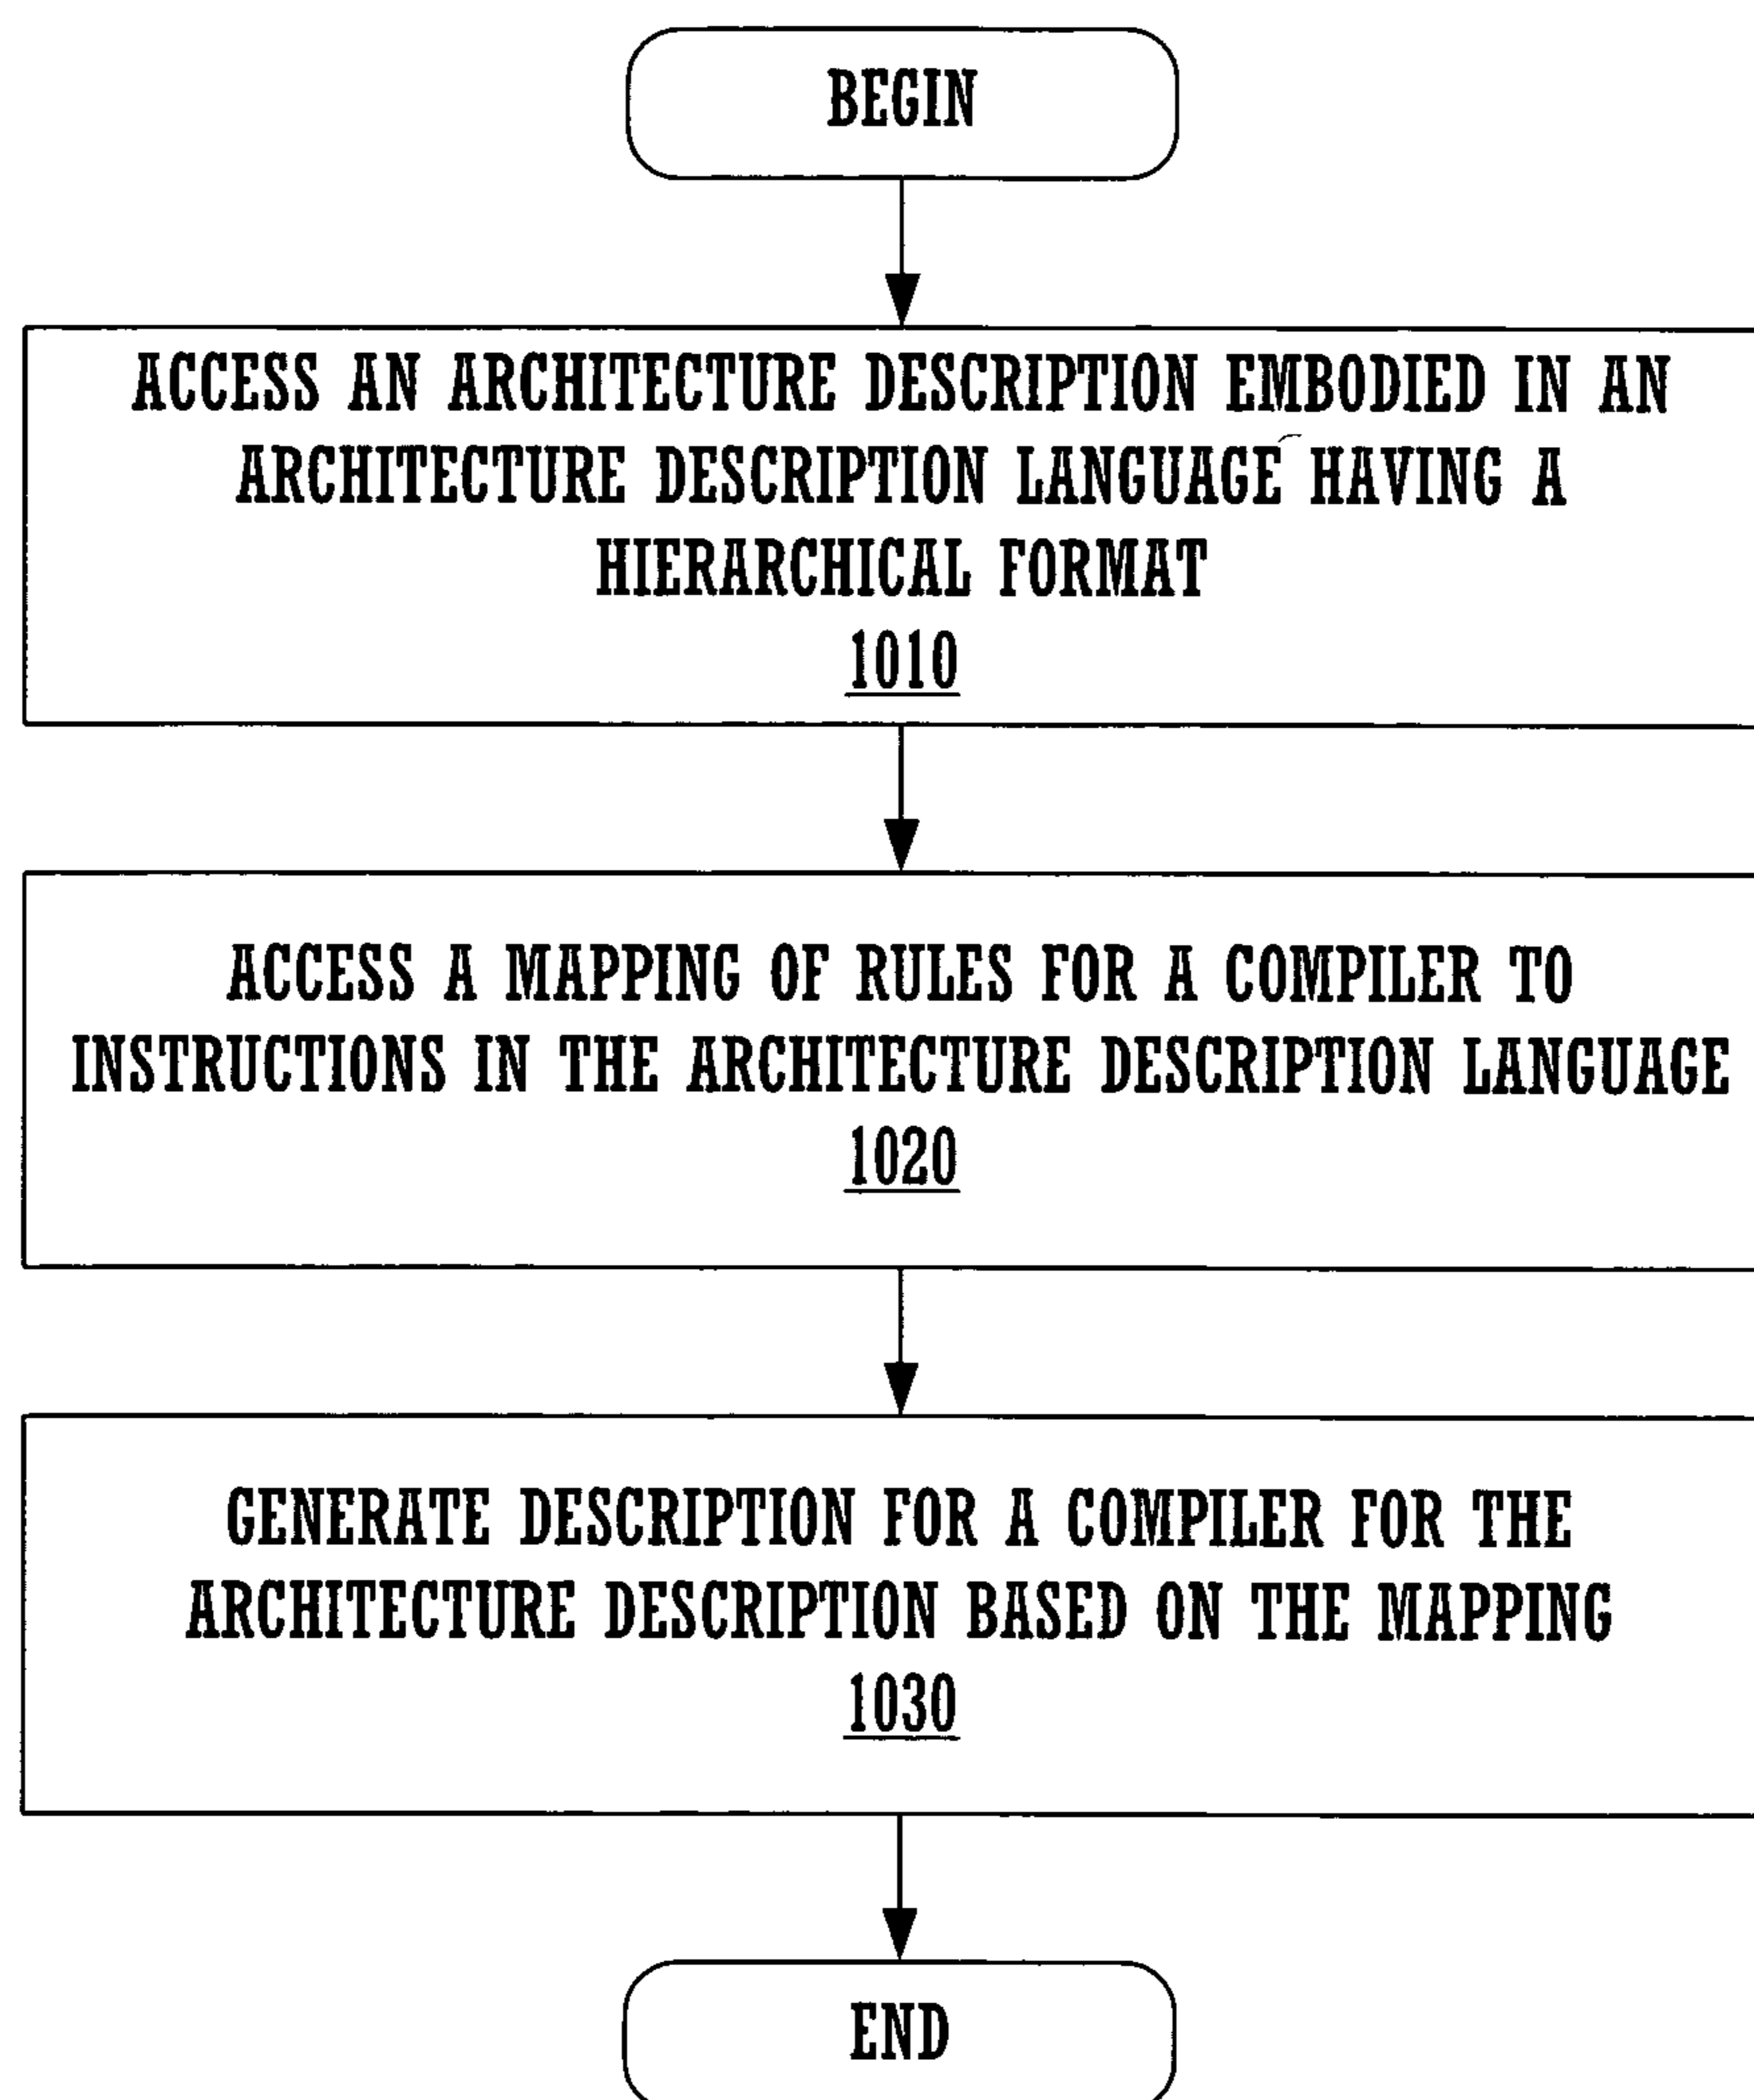 BEGIN
ACCESS AN ARCHITECTURE DESCRIPTION EMBODIED IN AN
ARCHITECTURE DESCRIPTION LANGUAGE HAVING A
HIERARCHICAL FORMAT
1010
ACCESS A MAPPING OF RULES FOR A COMPILER TO
INSTRUCTIONS IN THE ARCHITECTURE DESCRIPTION LANGUAGE
1020
GENERATE DESCRIPTION FOR A COMPILER FOR THE
ARCHITECTURE DESCRIPTION BASED ON THE MAPPING
1030
END